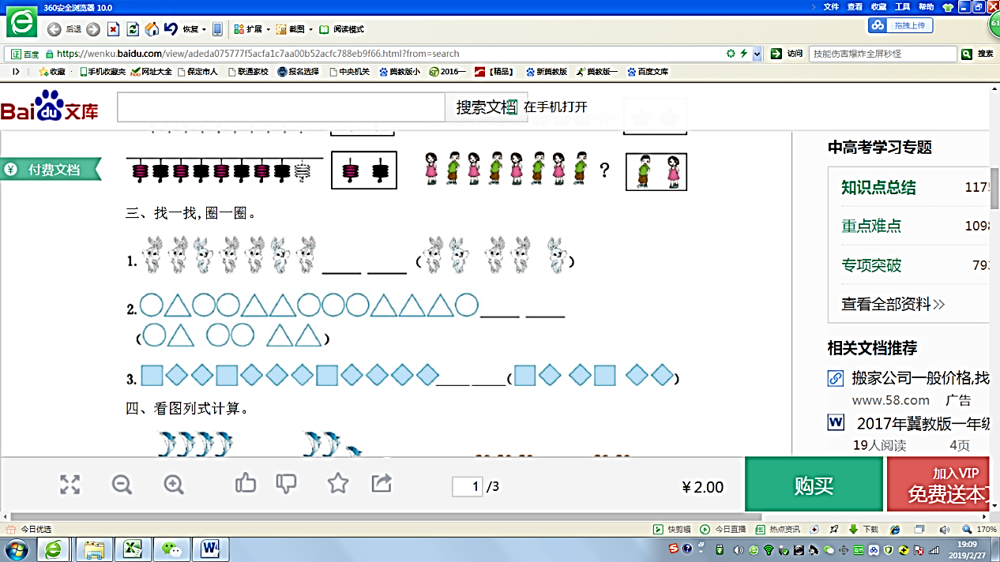 360安全浏览器 10.0
文件 查看 收藏 工具 帮助
后退 恢复 扩展 截图 阅读模式
拖拽上传
61
证 百度 https://wenku.baidu.com/view/adeda075777f5acfa1c7aa00b52acfc788eb9f66.html?from=search
访问 技能伤害爆炸全屏秒怪 搜索
收藏 手机收藏夹 网址大全 保定市人 联通家校 报名选择 中央机关 冀教版小 2016一 【精品】 新冀教版 冀教版一 百度文库
Baidu文库
搜索文档 在手机打开
¥ 付费文档
?
三、找一找,圈一圈。
1. ( )
2.
( )
3. ( )
四、看图列式计算。
中高考学习专题
知识点总结 1175
重点难点 1098
专项突破 793
查看全部资料>>
相关文档推荐
搬家公司一般价格,找
www.58.com 广告
2017年冀教版一年级
19人阅读 4页
1 /3
¥2.00
购买
加入VIP
免费送本文
今日优选
快剪辑 今日直播 热点资讯 下载 170%
19:09
2019/2/27